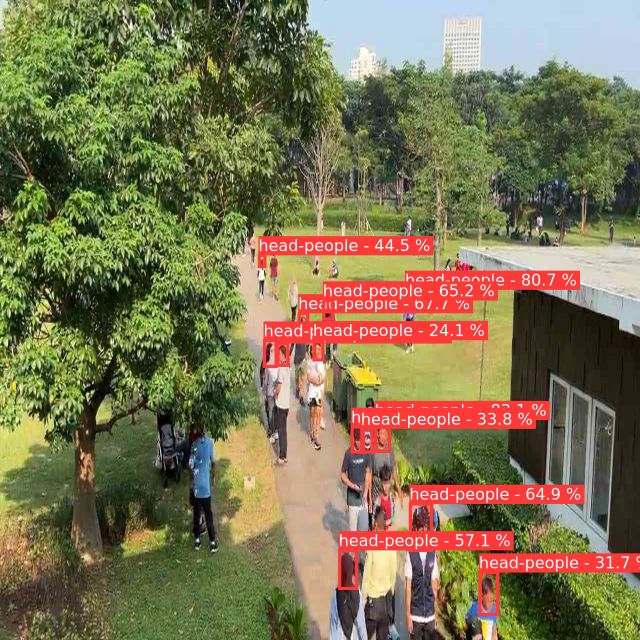 head-people - 44.5 %
head-people - 80.7 %
head-people - 65.2 %
head-people - 67.7 %
head-people - 24.1 %
head-people - 33.8 %
head-people - 64.9 %
head-people - 57.1 %
head-people - 31.7 %